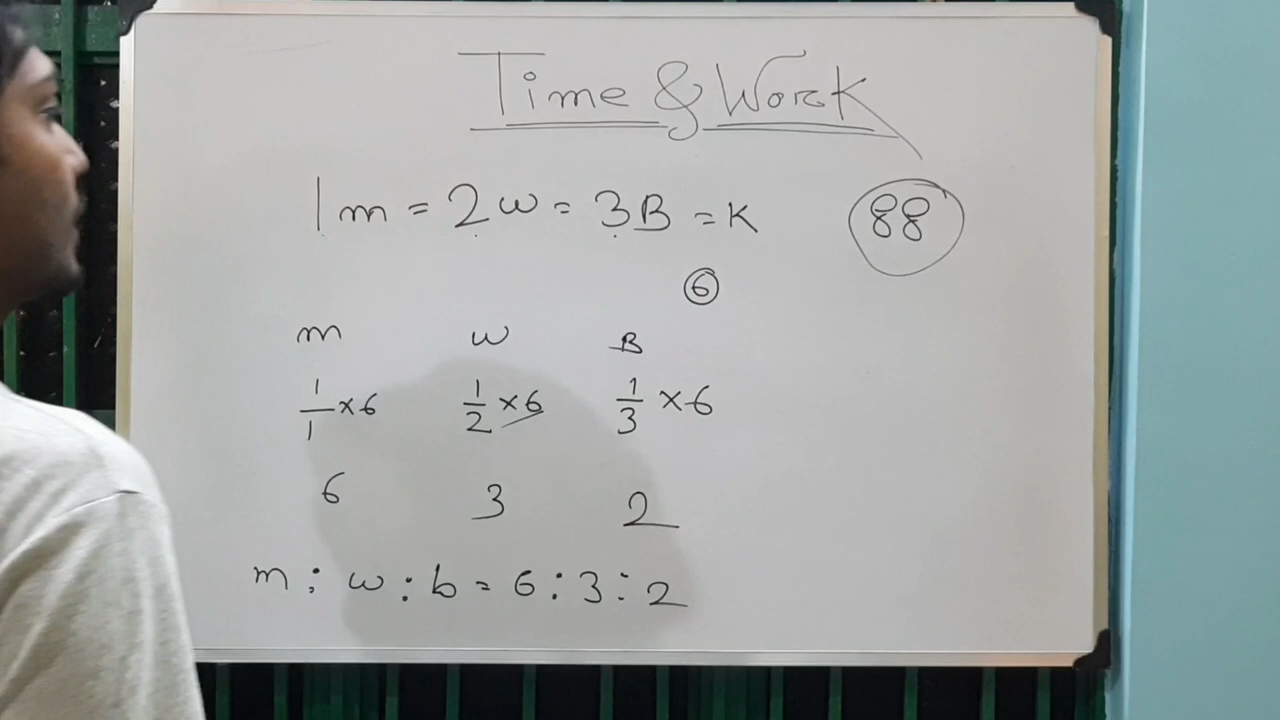 Time & Work
1m = 2w = 3B = K
88
6
m w B
1/1 ×6 1/2 ×6 1/3 ×6
6 3 2
m : w : b = 6 : 3 : 2